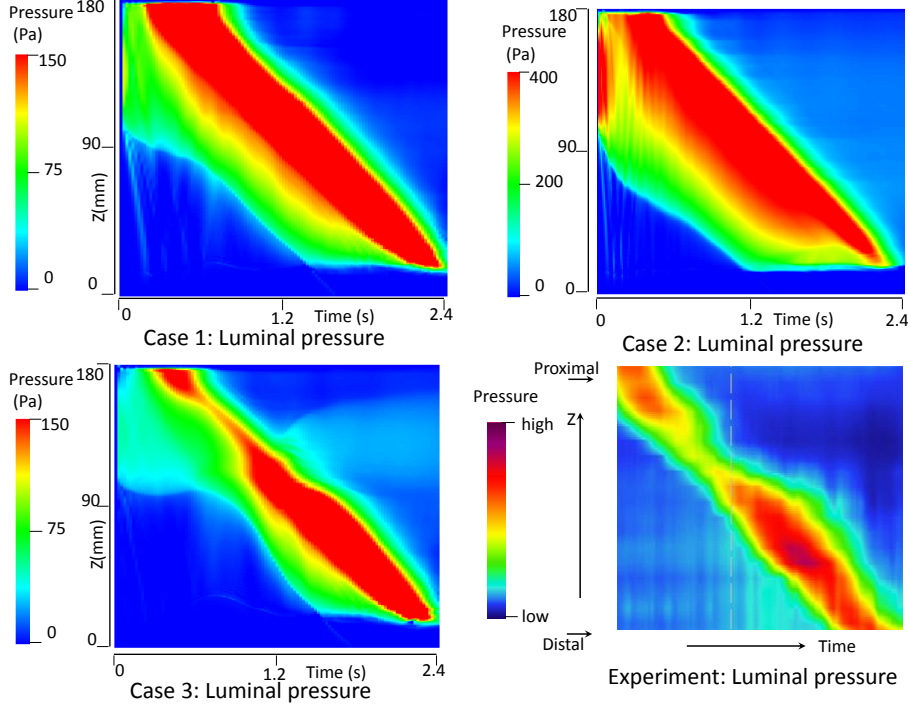 Pressure
(Pa)
150
75
0
180
90
0
Z(mm)
0
1.2
2.4
Time (s)
Case 1: Luminal pressure
Pressure
(Pa)
400
200
0
180
90
0
0
1.2
2.4
Time (s)
Case 2: Luminal pressure
Pressure
(Pa)
150
75
0
180
90
0
Z(mm)
0
1.2
2.4
Time (s)
Case 3: Luminal pressure
Proximal
Pressure
high
low
Z
Distal
Time
Experiment: Luminal pressure